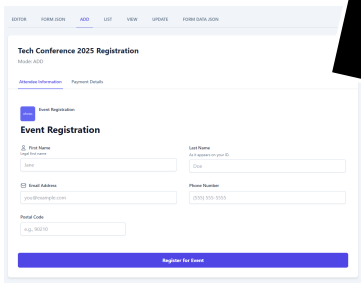 EDITOR FORM JSON ADD LIST VIEW UPDATE FORM DATA JSON
Tech Conference 2025 Registration
Mode: ADD
Attendee Information Payment Details
Event Registration
Event Registration
First Name Last Name
Legal first name As it appears on your ID
Jane Doe
Email Address Phone Number
you@example.com (555) 555-5555
Postal Code
e.g., 90210
Register for Event